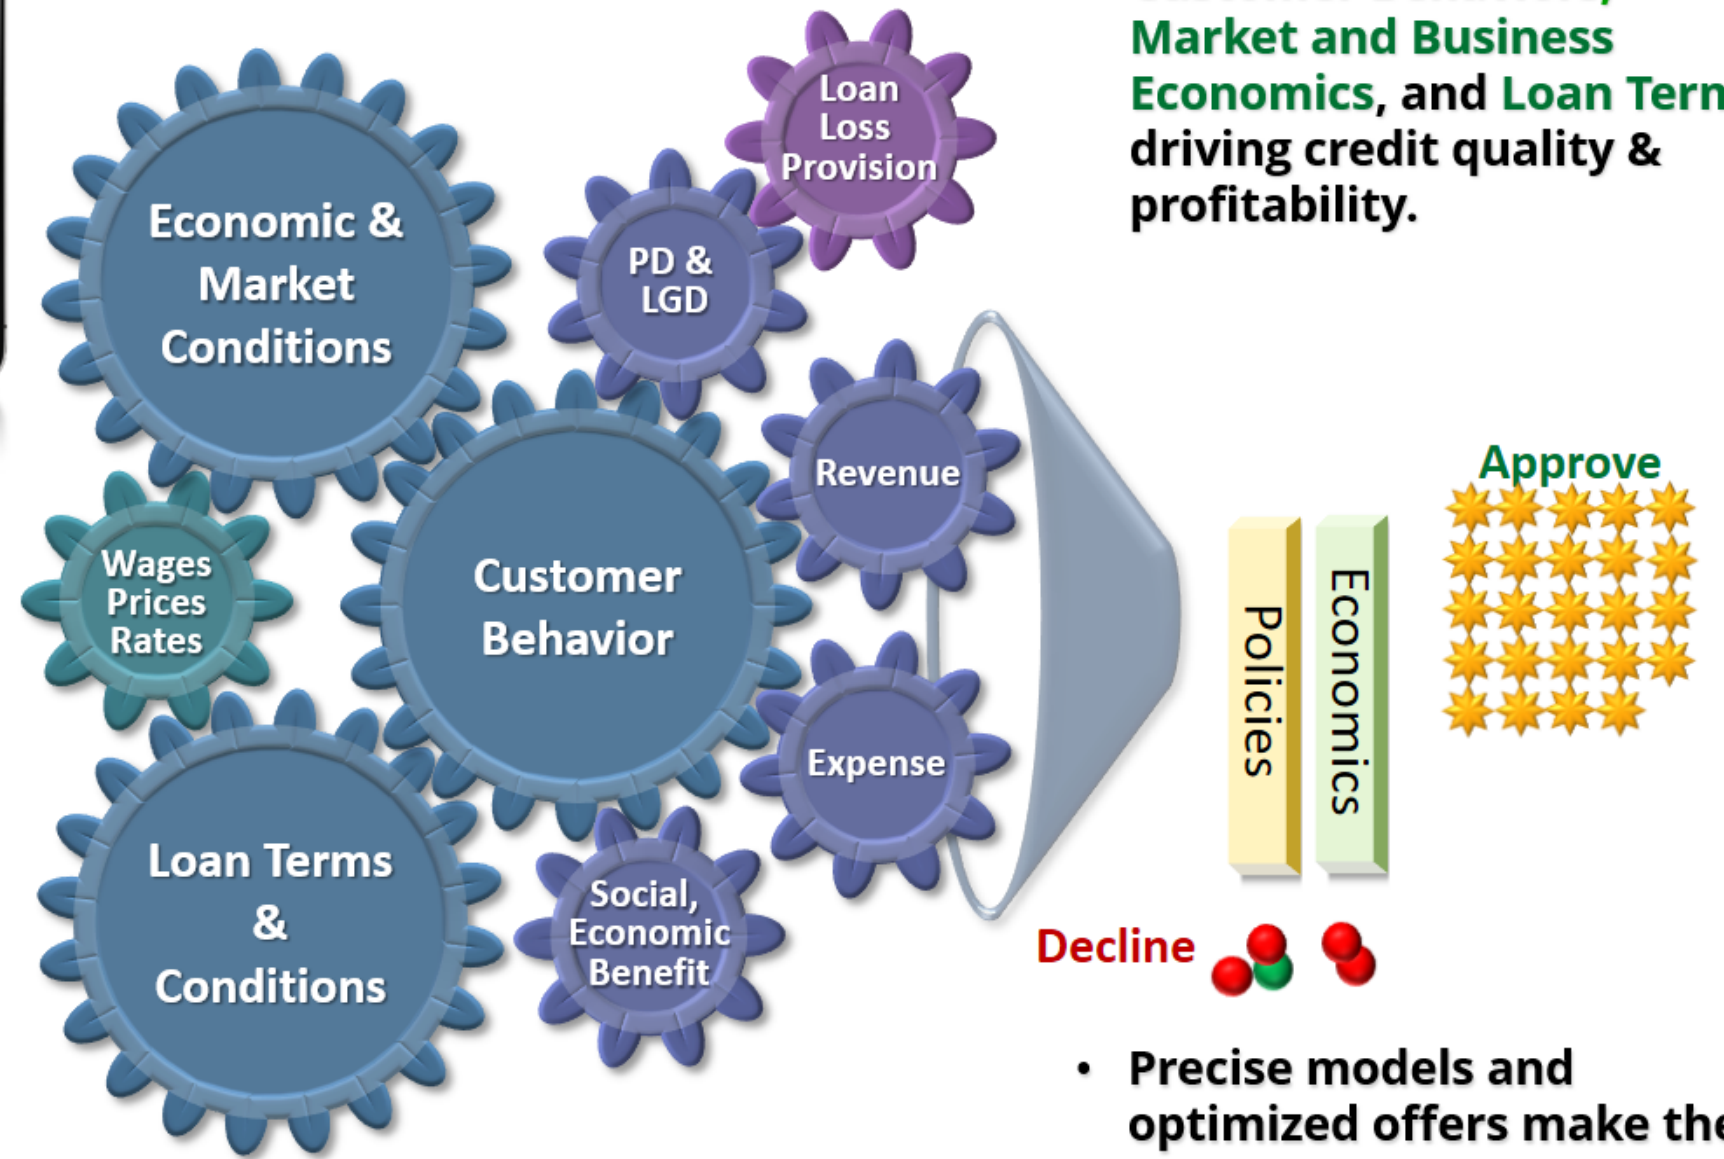 Market and Business
Economics, and Loan
driving credit quality &
profitability.
Loan
Loss
Provision
Economic &
Market
Conditions
PD &
LGD
Revenue
Wages
Prices
Rates
Customer
Behavior
Expense
Loan Terms
&
Conditions
Social,
Economic
Benefit
Policies
Economics
Approve
Decline
• Precise models and
optimized offers make